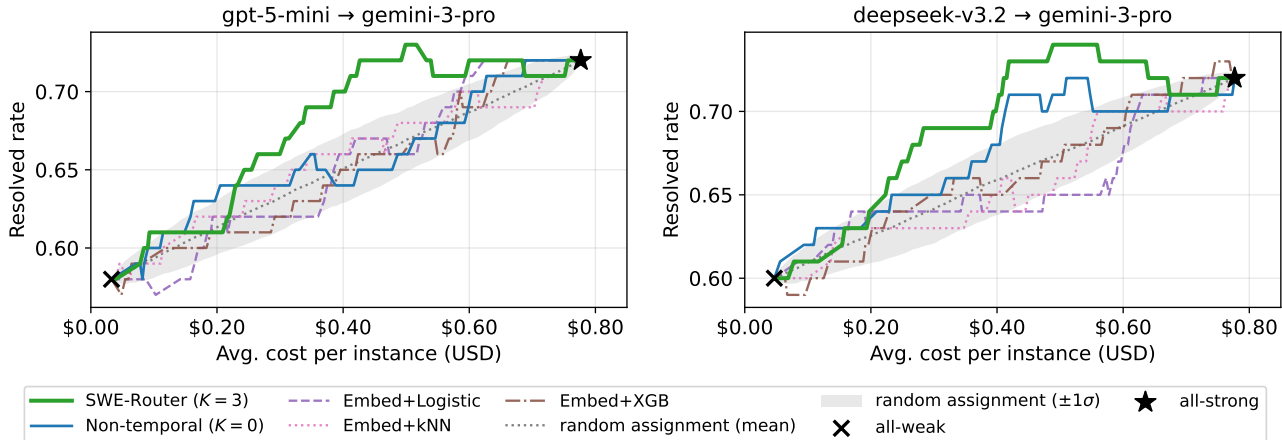 gpt-5-mini → gemini-3-pro
Resolved rate
0.70
0.65
0.60
$0.00 $0.20 $0.40 $0.60 $0.80
Avg. cost per instance (USD)
deepseek-v3.2 → gemini-3-pro
Resolved rate
0.70
0.65
0.60
$0.00 $0.20 $0.40 $0.60 $0.80
Avg. cost per instance (USD)
SWE-Router (K = 3)
Non-temporal (K = 0)
Embed+Logistic
Embed+kNN
Embed+XGB
random assignment (mean)
random assignment (±1σ)
all-weak
all-strong